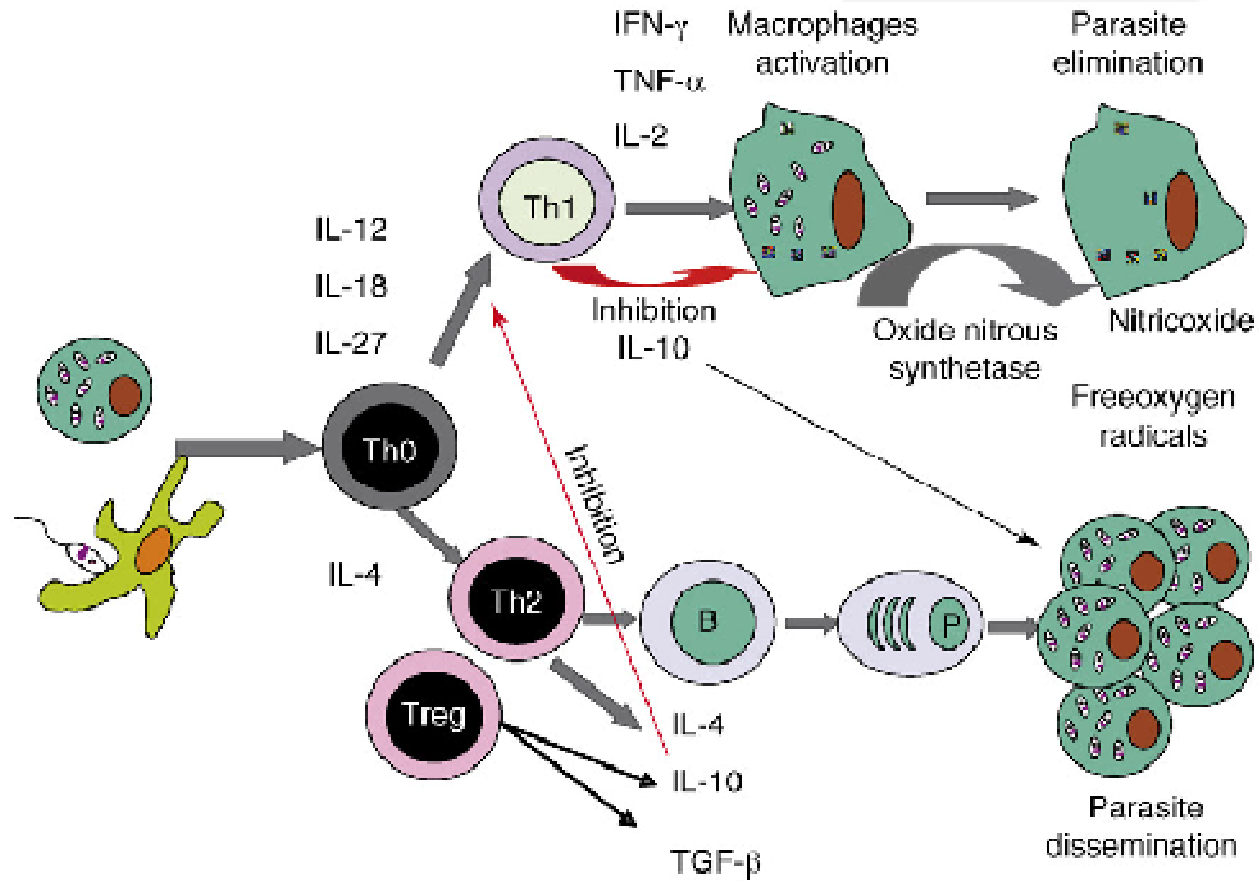 IFN-γ
Macrophages
activation
Parasite
elimination
TNF-α
IL-2
Th1
IL-12
IL-18
IL-27
Inhibition
IL-10
Oxide nitrous
synthetase
Nitricoxide
Freeoxygen
radicals
Th0
Inhibition
IL-4
Th2
B
P
Treg
IL-4
IL-10
TGF-β
Parasite
dissemination